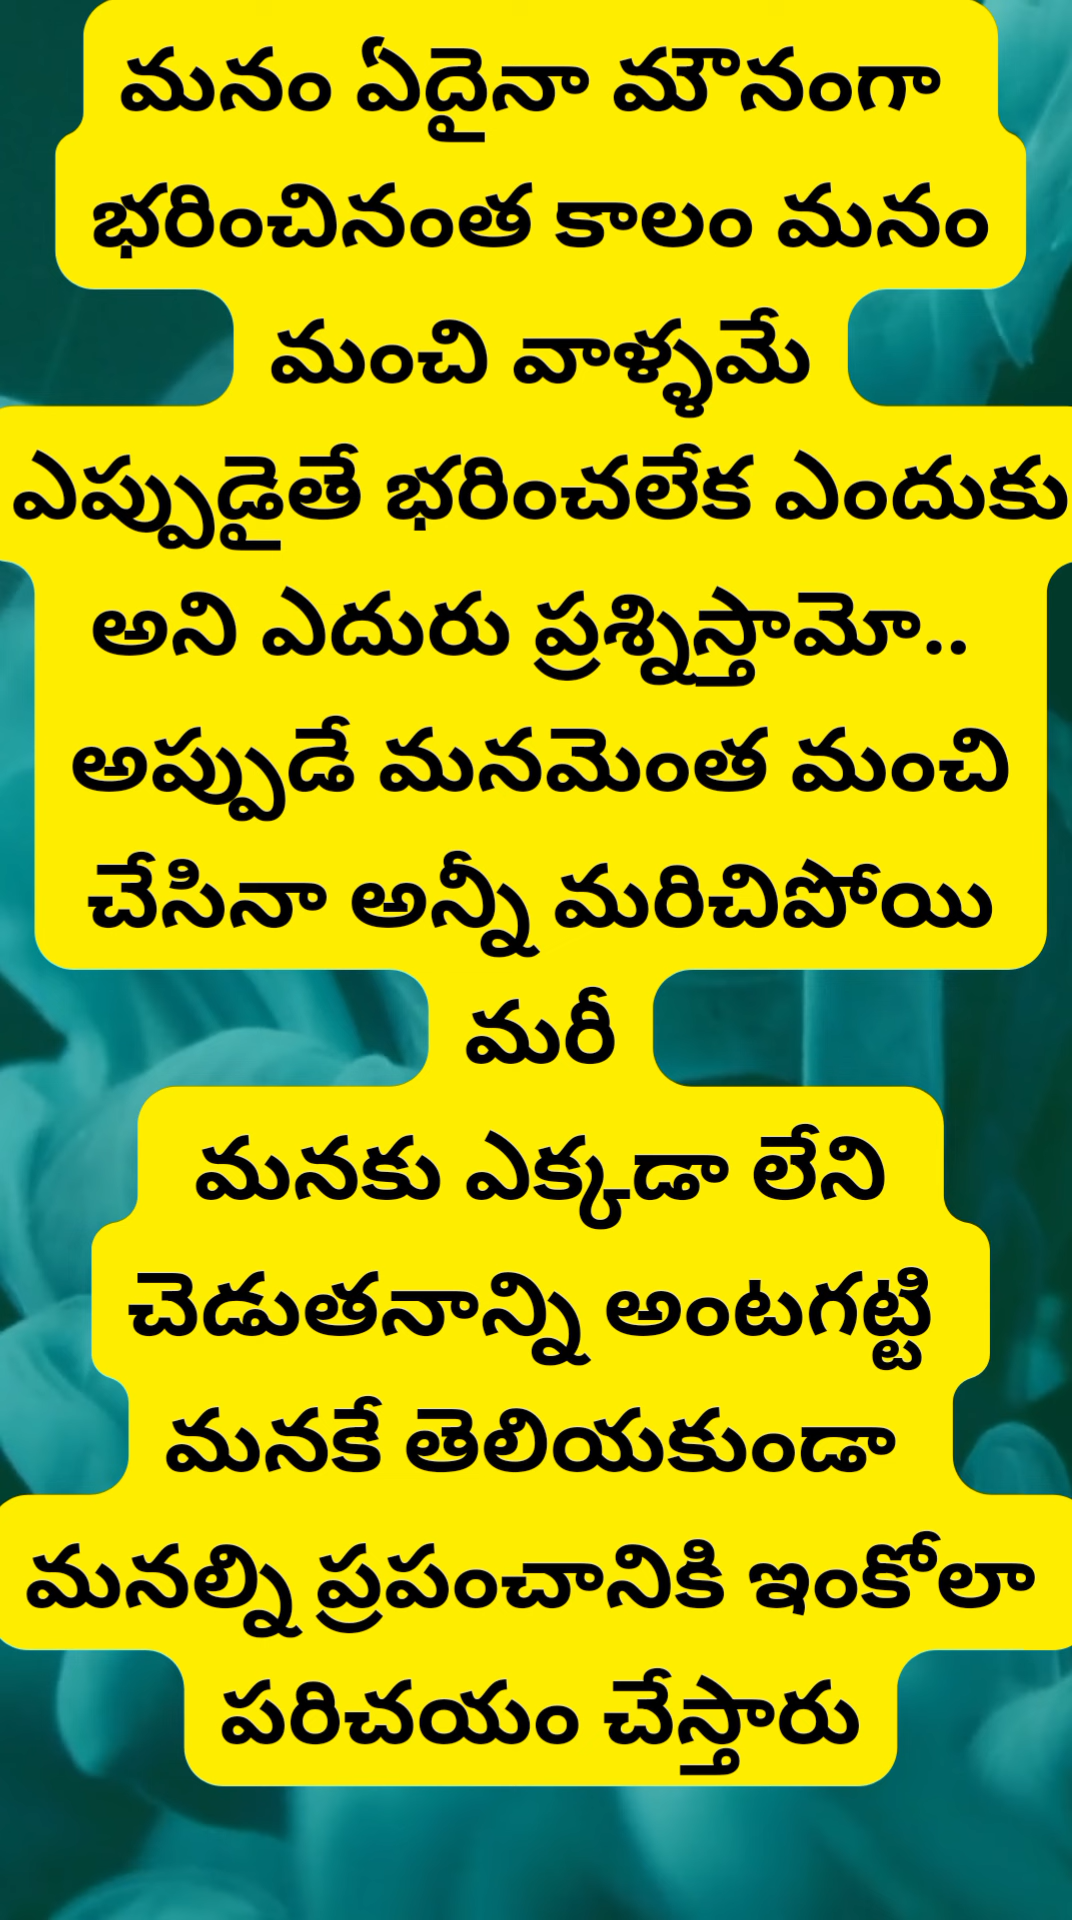 మనం ఏదైనా మౌనంగా
భరించినంత కాలం మనం
మంచి వాళ్ళమే
ఎప్పుడైతే భరించలేక ఎందుకు
అని ఎదురు ప్రశ్నిస్తామో..
అప్పుడే మనమెంత మంచి
చేసినా అన్నీ మరిచిపోయి
మరీ
మనకు ఎక్కడా లేని
చెడుతనాన్ని అంటగట్టి
మనకే తెలియకుండా
మనల్ని ప్రపంచానికి ఇంకోలా
పరిచయం చేస్తారు